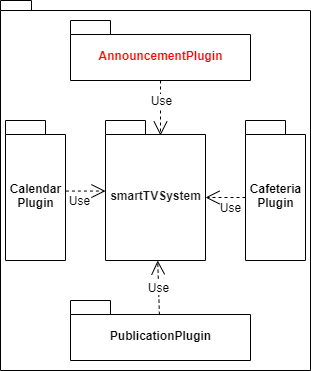 AnnouncementPlugin
Use
Calendar
Plugin
Use
smartTVSystem
Use
Cafeteria
Plugin
Use
PublicationPlugin